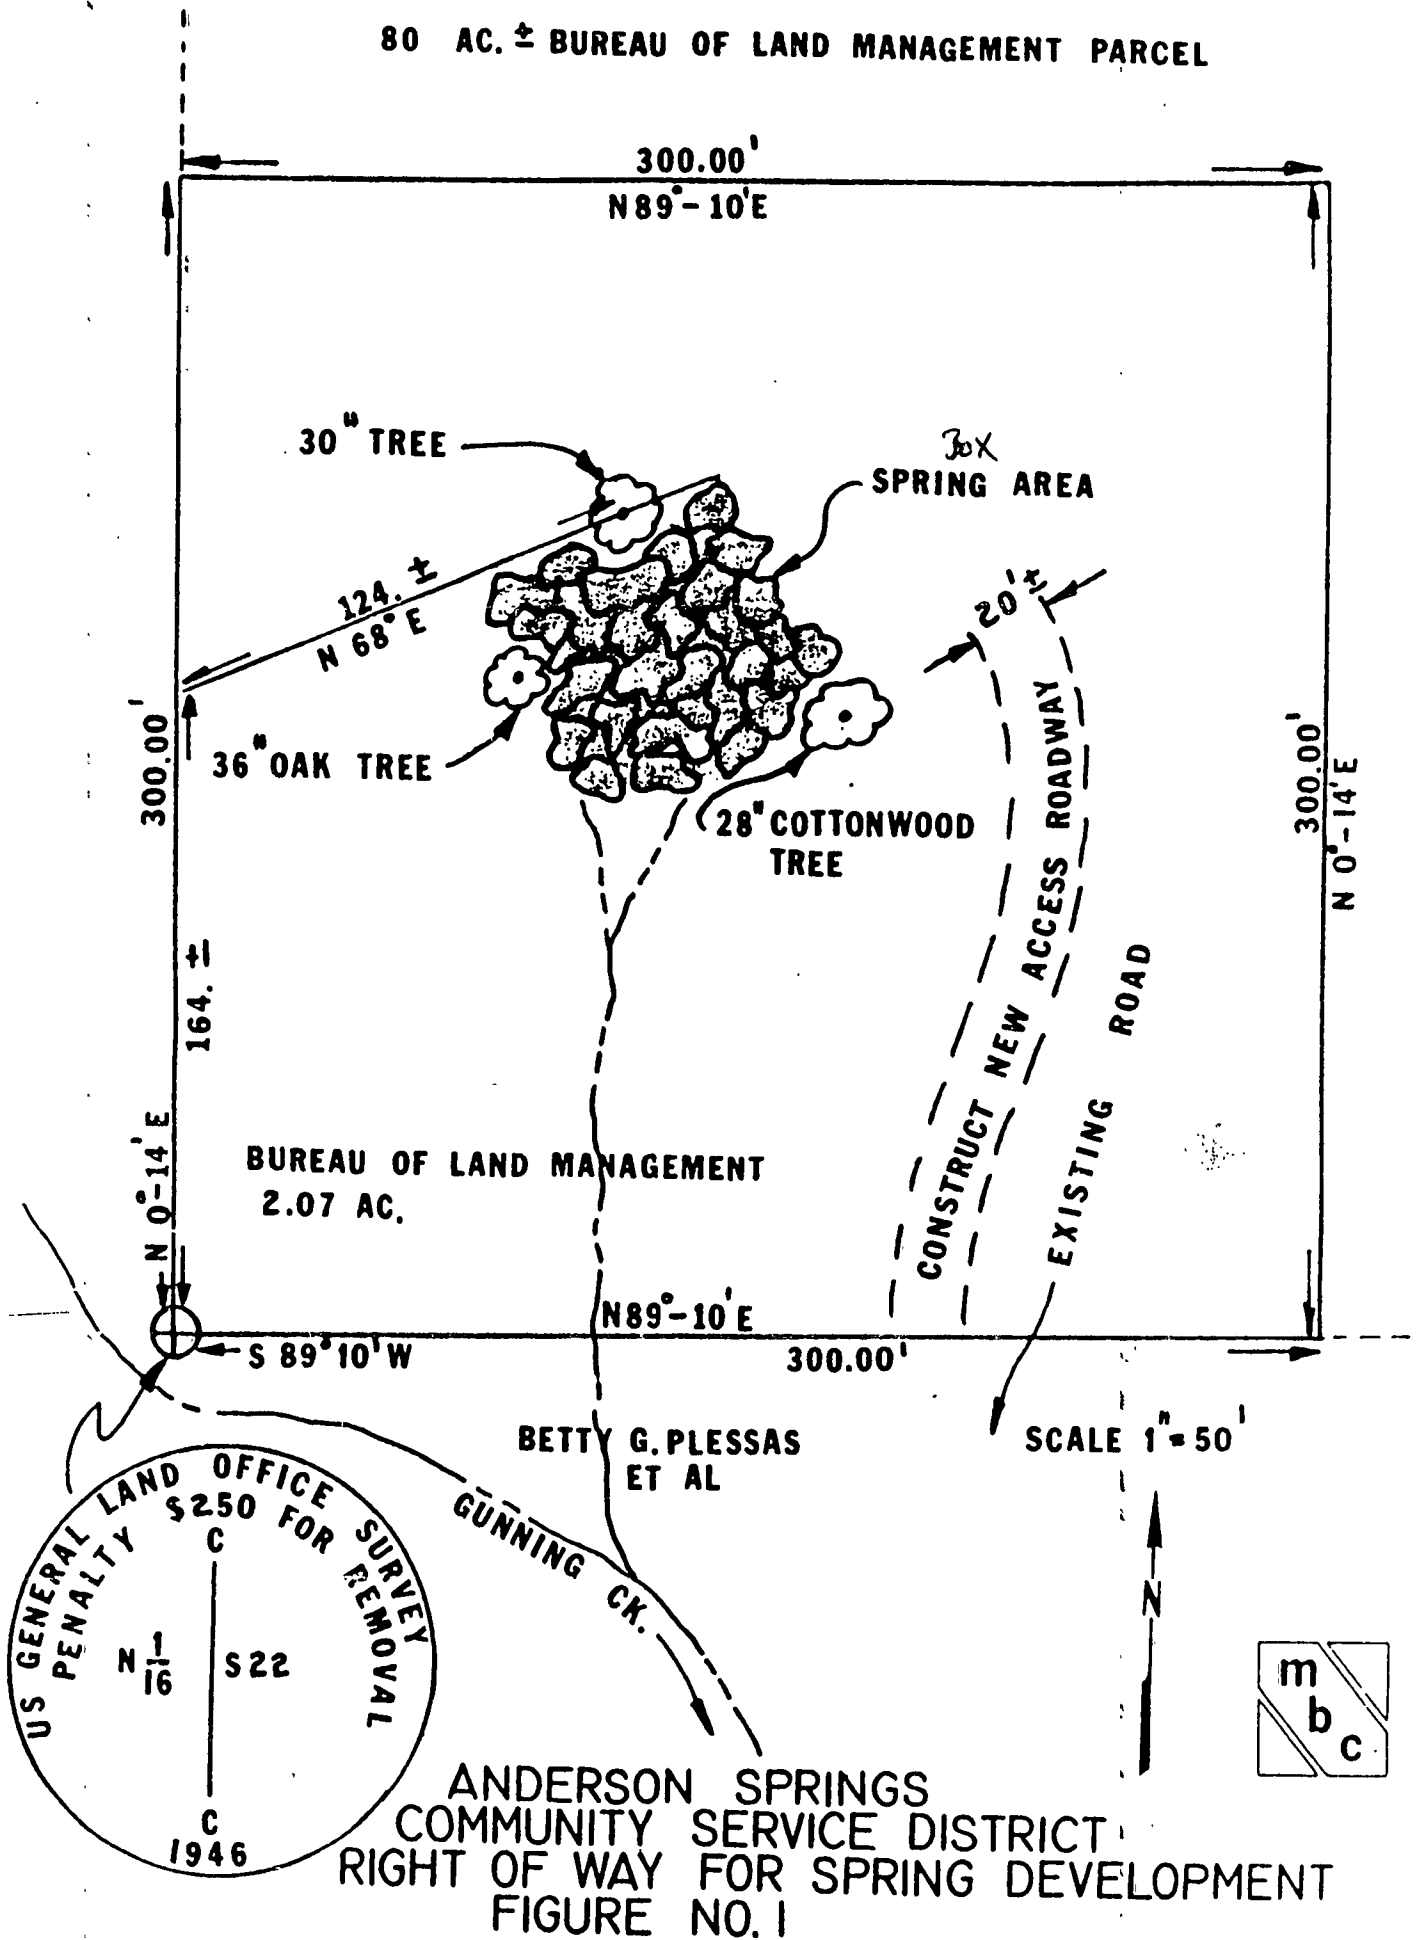 80 AC. ± BUREAU OF LAND MANAGEMENT PARCEL
300.00'
N89°-10'E
30" TREE
Box
SPRING AREA
124. ±
N 68° E
20'±
36" OAK TREE
28" COTTONWOOD
TREE
300.00'
164. ±
N 0°-14' E
300.00'
N 0°-14' E
CONSTRUCT NEW ACCESS ROADWAY
EXISTING ROAD
BUREAU OF LAND MANAGEMENT
2.07 AC.
N89°-10'E
S 89°10'W
300.00'
BETTY G. PLESSAS
ET AL
SCALE 1"=50'
GUNNING CK.
N
US GENERAL LAND OFFICE SURVEY
PENALTY $250 FOR REMOVAL
C
N 1/16 S22
C
1946
m
b
c
ANDERSON SPRINGS
COMMUNITY SERVICE DISTRICT
RIGHT OF WAY FOR SPRING DEVELOPMENT
FIGURE NO. 1